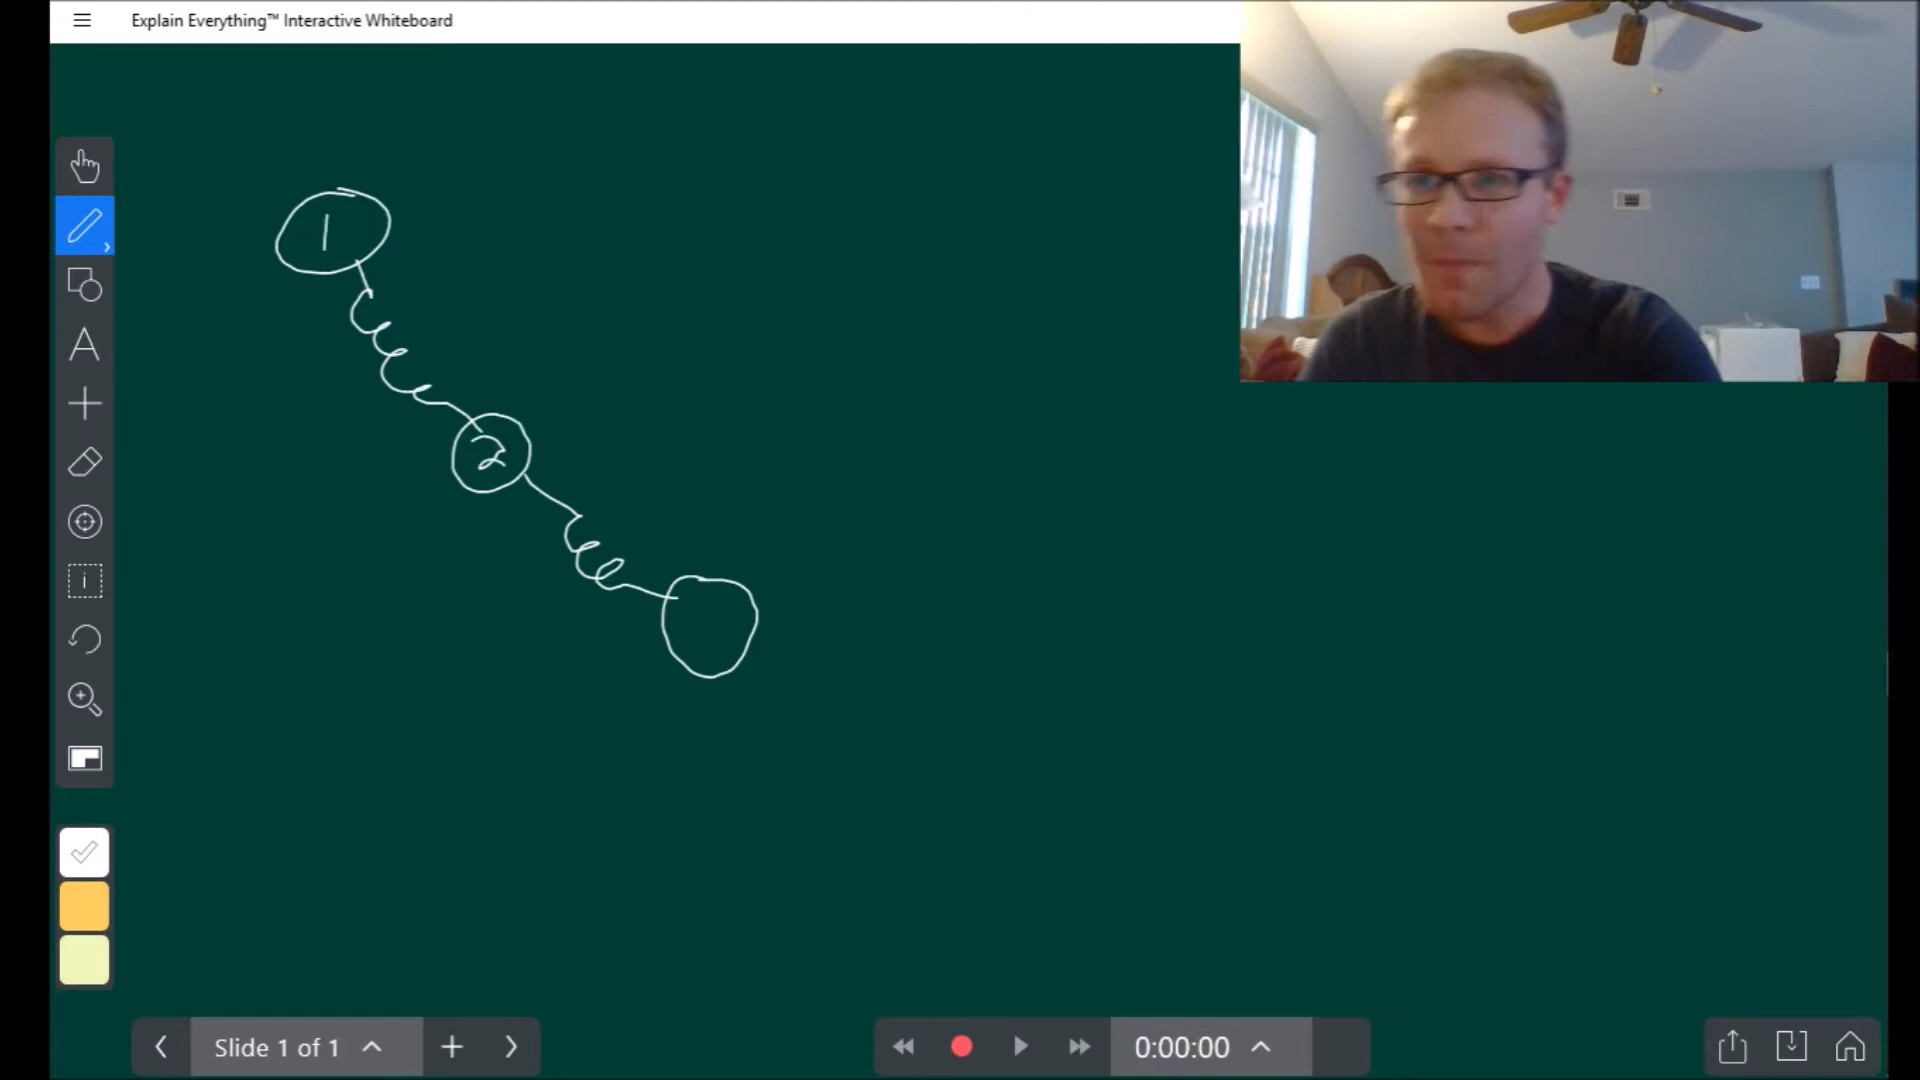 Explain Everything™ Interactive Whiteboard
1
2
A
i
Slide 1 of 1
0:00:00